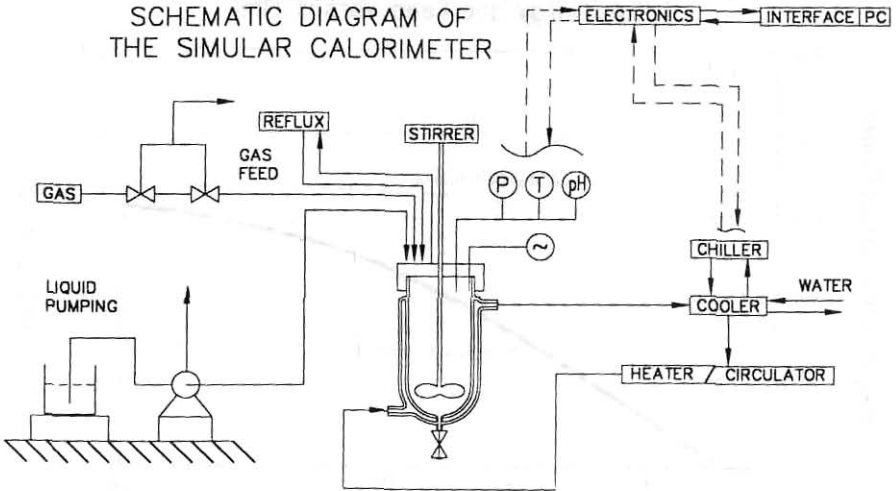 SCHEMATIC DIAGRAM OF
THE SIMULAR CALORIMETER
ELECTRONICS
INTERFACE PC
REFLUX
STIRRER
GAS
FEED
GAS
P T pH
~
CHILLER
LIQUID
PUMPING
WATER
COOLER
HEATER / CIRCULATOR